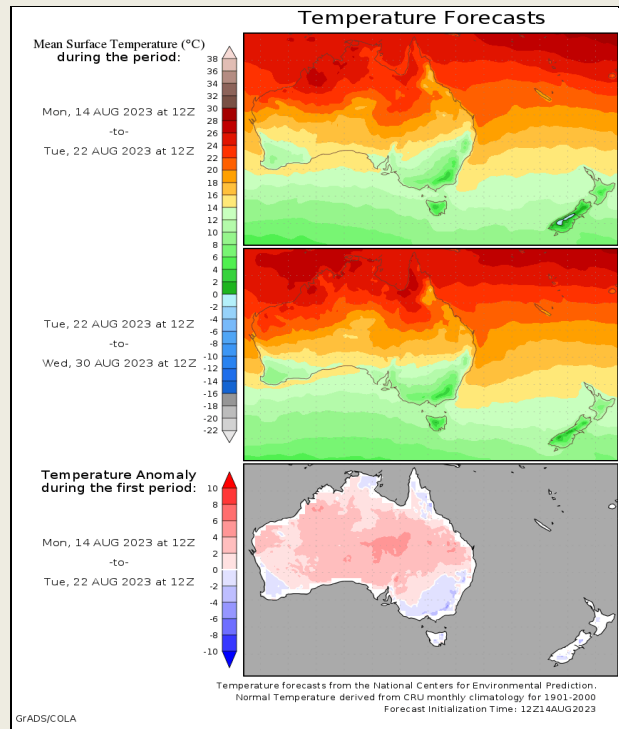 Temperature Forecasts
Mean Surface Temperature (°C)
during the period:
Mon, 14 AUG 2023 at 12Z
-to-
Tue, 22 AUG 2023 at 12Z
38
36
34
32
30
28
26
24
22
20
18
16
14
12
10
8
6
4
2
0
-2
-4
-6
-8
-10
-12
-14
-16
-18
-20
-22
Tue, 22 AUG 2023 at 12Z
-to-
Wed, 30 AUG 2023 at 12Z
Temperature Anomaly
during the first period:
Mon, 14 AUG 2023 at 12Z
-to-
Tue, 22 AUG 2023 at 12Z
10
8
6
4
2
0
-2
-4
-6
-8
-10
Temperature forecasts from the National Centers for Environmental Prediction.
Normal Temperature derived from CRU monthly climatology for 1901-2000
Forecast Initialization Time: 12Z14AUG2023
GrADS/COLA